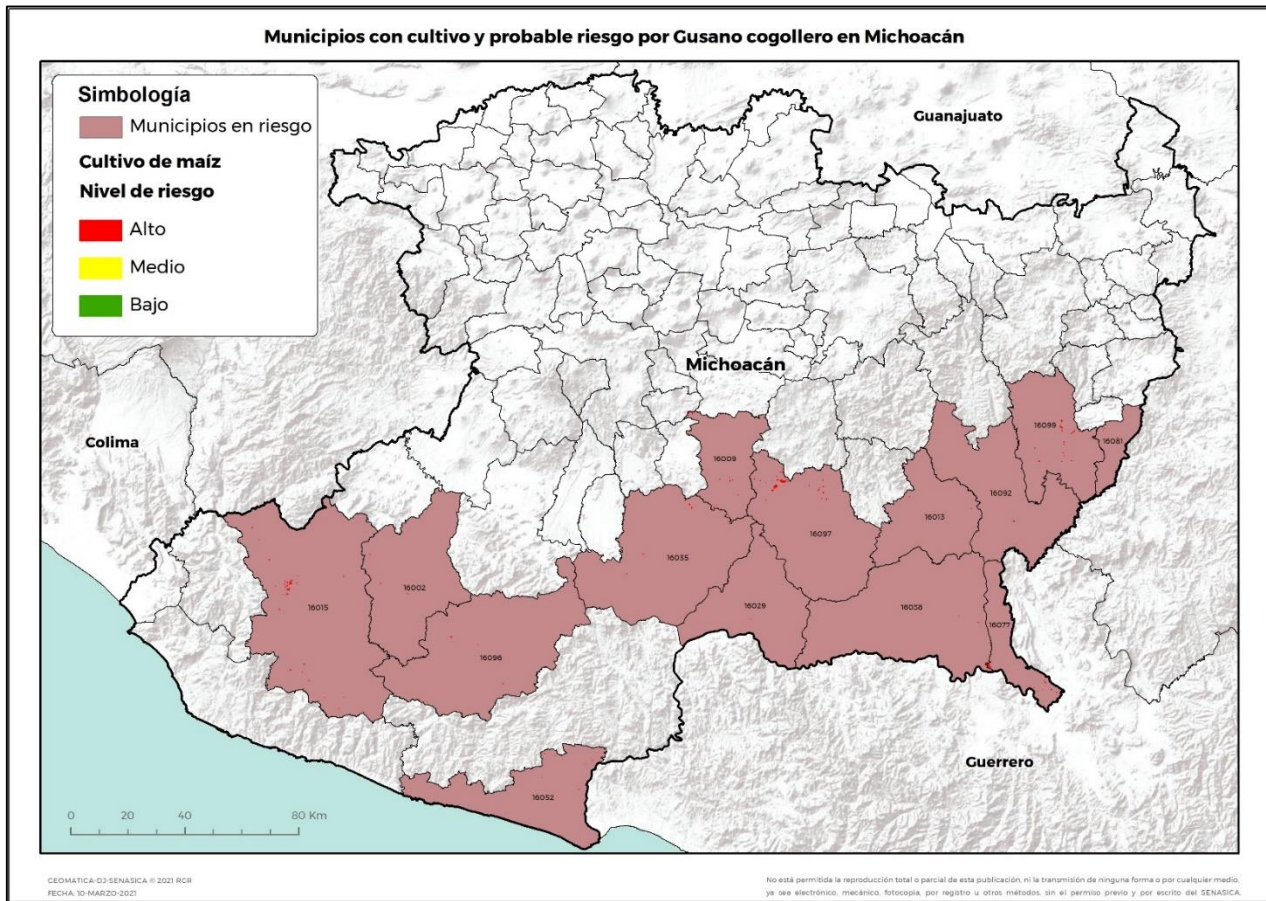 Municipios con cultivo y probable riesgo por Gusano cogollero en Michoacán
Simbología
Municipios en riesgo
Cultivo de maíz
Nivel de riesgo
Alto
Medio
Bajo
Guanajuato
Michoacán
Colima
16099
16081
16009
16092
16013
16097
16035
16002
16015
16029
16038
16077
16096
Guerrero
16052
0 20 40 80 Km
GEOMATICA-DJ-SENASICA © 2021 RCR
FECHA: 10-MARZO-2021
No está permitida la reproducción total o parcial de esta publicación, ni la transmisión de ninguna forma o por cualquier medio,
ya sea electrónico, mecánico, fotocopia, por registro u otros métodos, sin el permiso previo y por escrito del SENASICA.